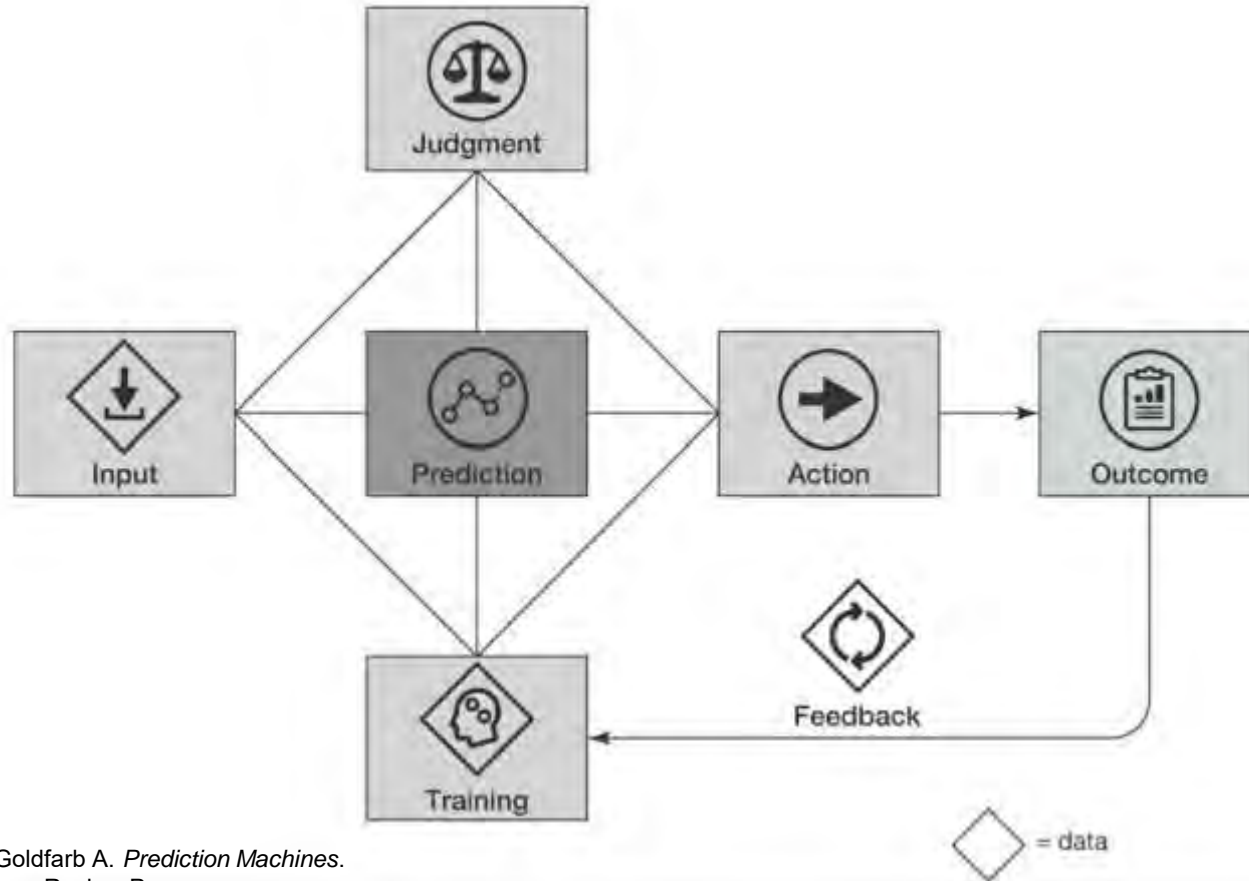 Judgment
Input
Prediction
Action
Outcome
Feedback
Training
= data
Goldfarb A. Prediction Machines.